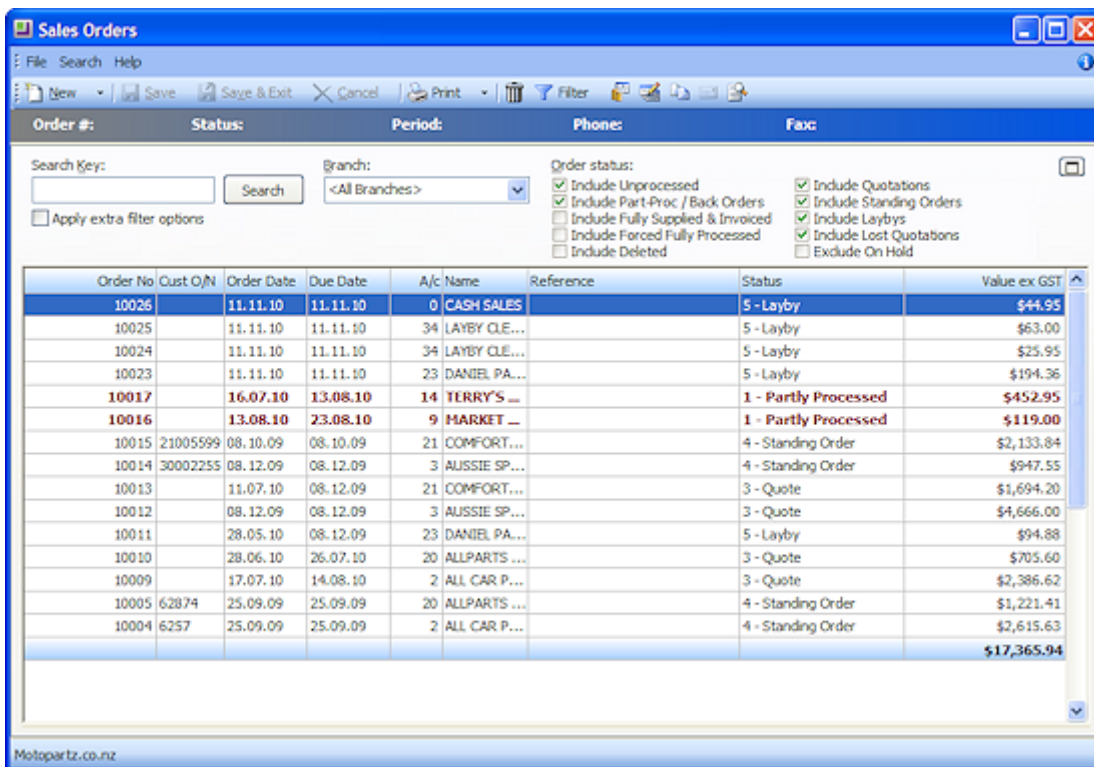 Sales Orders
File Search Help
New Save Save & Exit Cancel Print Filter
Order #: Status: Period: Phone: Fax:
Search Key: Branch: Order status:
Search <All Branches> Include Unprocessed Include Quotations
Include Part-Proc / Back Orders Include Standing Orders
Apply extra filter options Include Fully Supplied & Invoiced Include Laybys
Include Forced Fully Processed Include Lost Quotations
Include Deleted Exclude On Hold
Order No Cust O/N Order Date Due Date A/c Name Reference Status Value ex GST
10026 11.11.10 11.11.10 0 CASH SALES 5 - Layby $44.95
10025 11.11.10 11.11.10 34 LAYBY CLE... 5 - Layby $63.00
10024 11.11.10 11.11.10 34 LAYBY CLE... 5 - Layby $25.95
10023 11.11.10 11.11.10 23 DANIEL PA... 5 - Layby $194.36
10017 16.07.10 13.08.10 14 TERRY'S ... 1 - Partly Processed $452.95
10016 13.08.10 23.08.10 9 MARKET ... 1 - Partly Processed $119.00
10015 21005599 08.10.09 08.10.09 21 COMFORT... 4 - Standing Order $2,133.84
10014 30002255 08.12.09 08.12.09 3 AUSSIE SP... 4 - Standing Order $947.55
10013 11.07.10 08.12.09 21 COMFORT... 3 - Quote $1,694.20
10012 08.12.09 08.12.09 3 AUSSIE SP... 3 - Quote $4,666.00
10011 28.05.10 08.12.09 23 DANIEL PA... 5 - Layby $94.88
10010 28.06.10 26.07.10 20 ALLPARTS ... 3 - Quote $705.60
10009 17.07.10 14.08.10 2 ALL CAR P... 3 - Quote $2,386.62
10005 62874 25.09.09 25.09.09 20 ALLPARTS ... 4 - Standing Order $1,221.41
10004 6257 25.09.09 25.09.09 2 ALL CAR P... 4 - Standing Order $2,615.63
$17,365.94
Motopartz.co.nz